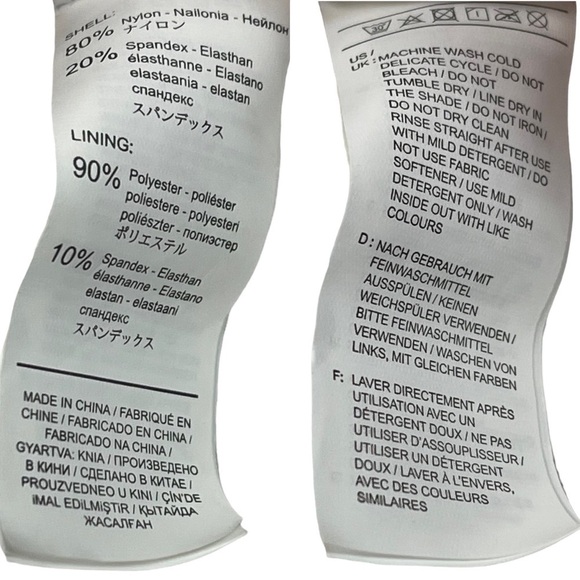 SHELL:
80% Nylon - Nailonia - Нейлон
ナイロン
20% Spandex - Elasthan
élasthanne - Elastano
elastaania - elastan
спандекс
スパンデックス
LINING:
90% Polyester - poliéster
poliestere - polyesteri
poliészter - полиэстер
ポリエステル
10% Spandex - Elasthan
élasthanne - Elastano
elastan - elastaani
спандекс
スパンデックス
MADE IN CHINA / FABRIQUÉ EN
CHINE / FABRICADO EN CHINA /
FABRICADO NA CHINA /
GYARTVA: KNIA / ПРОИЗВЕДЕНО
В КИНИ / СДЕЛАНО В КИТАЕ /
PROUZVEDNEO U KINI / ÇİN'DE
iMAL EDiLMiŞTiR / ҚЫТАЙДА
ЖАСАЛҒАН
30
US /
UK : MACHINE WASH COLD
DELICATE CYCLE / DO NOT
BLEACH / DO NOT
TUMBLE DRY / LINE DRY IN
THE SHADE / DO NOT IRON /
DO NOT DRY CLEAN
RINSE STRAIGHT AFTER USE
WITH MILD DETERGENT / DO
NOT USE FABRIC
SOFTENER / USE MILD
DETERGENT ONLY / WASH
INSIDE OUT WITH LIKE
COLOURS
D : NACH GEBRAUCH MIT
FEINWASCHMITTEL
AUSSPÜLEN / KEINEN
WEICHSPÜLER VERWENDEN /
BITTE FEINWASCHMITTEL
VERWENDEN / WASCHEN VON
LINKS, MIT GLEICHEN FARBEN
F: LAVER DIRECTEMENT APRÈS
UTILISATION AVEC UN
DÉTERGENT DOUX / NE PAS
UTILISER D'ASSOUPLISSEUR /
UTILISER UN DÉTERGENT
DOUX / LAVER À L'ENVERS,
AVEC DES COULEURS
SIMILAIRES